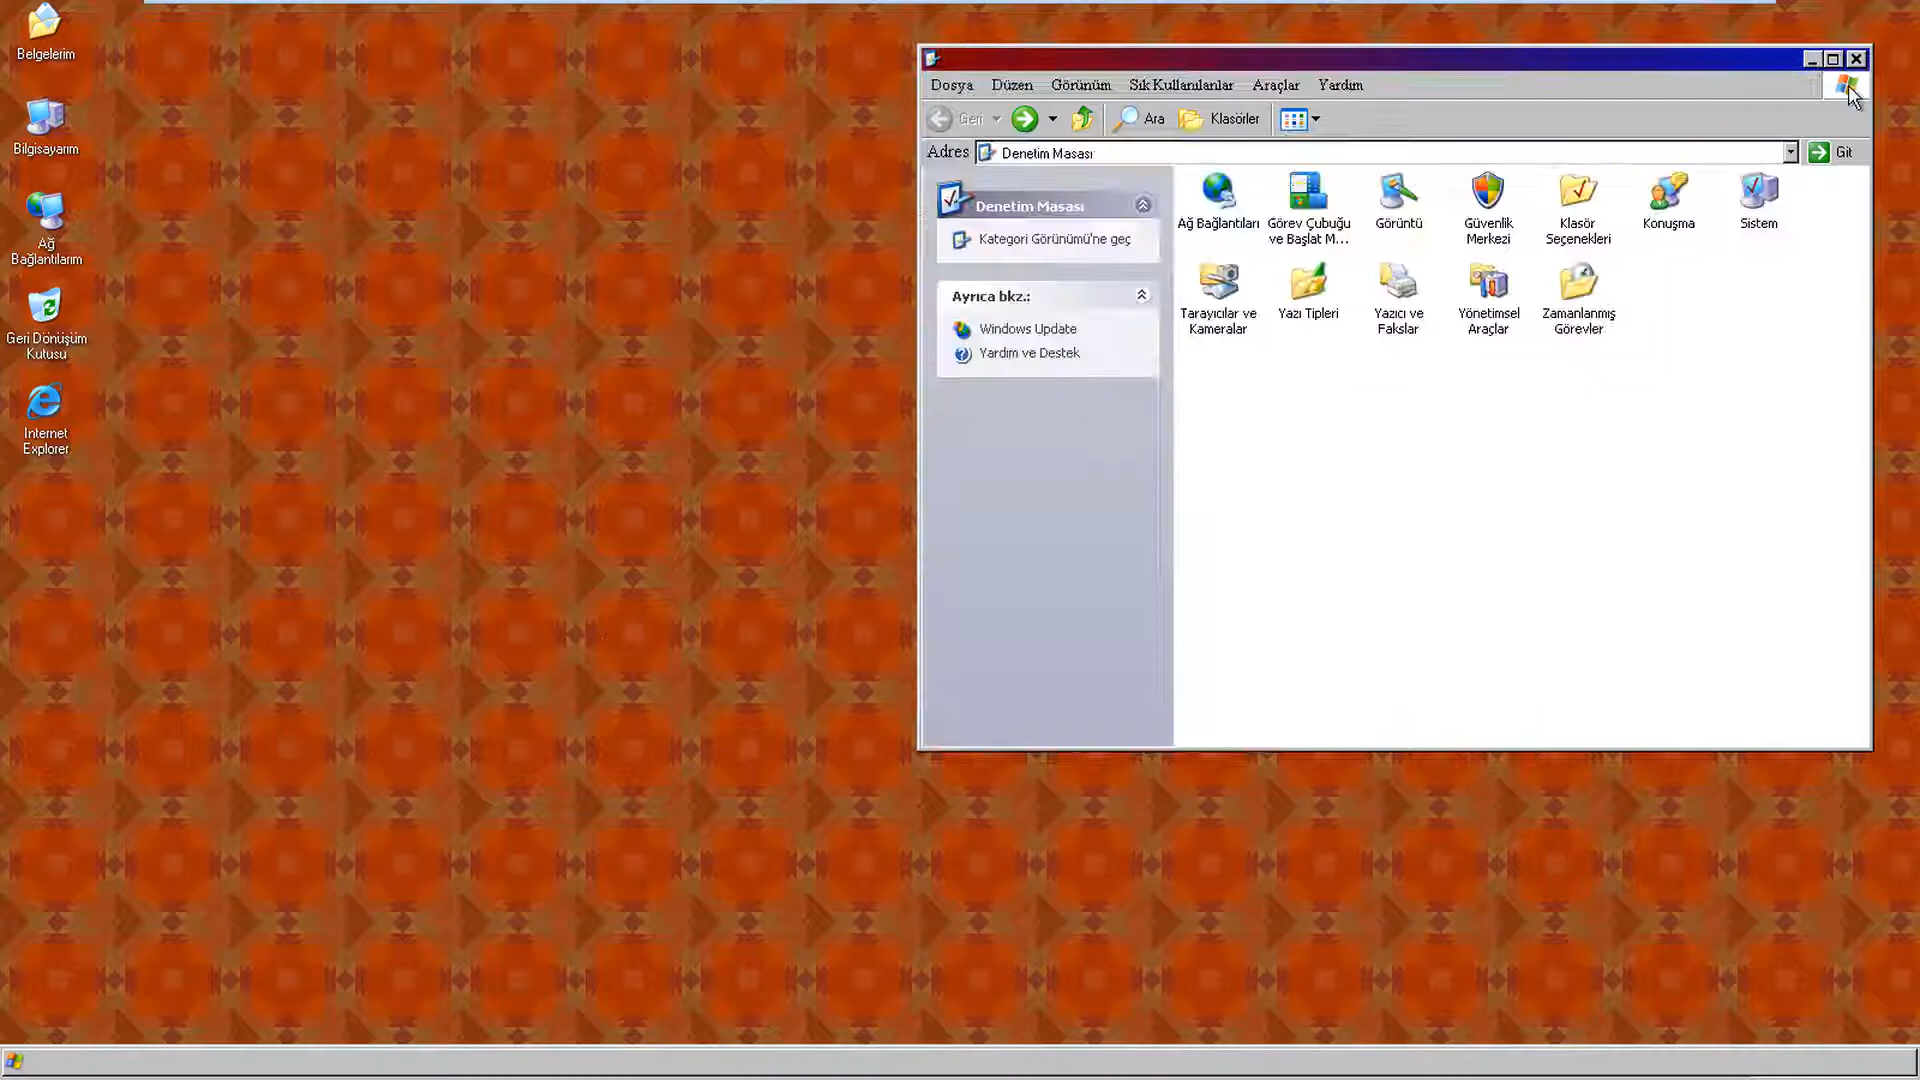 Belgelerim
Bilgisayarım
Ağ
Bağlantılarım
Geri Dönüşüm
Kutusu
Internet
Explorer
Dosya Düzen Görünüm Sık Kullanılanlar Araçlar Yardım
Geri Ara Klasörler
Adres Denetim Masası Git
Denetim Masası
Kategori Görünümü'ne geç
Ayrıca bkz.:
Windows Update
Yardım ve Destek
Ağ Bağlantıları
Görev Çubuğu
ve Başlat M...
Görüntü
Güvenlik
Merkezi
Klasör
Seçenekleri
Konuşma
Sistem
Tarayıcılar ve
Kameralar
Yazı Tipleri
Yazıcı ve
Fakslar
Yönetimsel
Araçlar
Zamanlanmış
Görevler